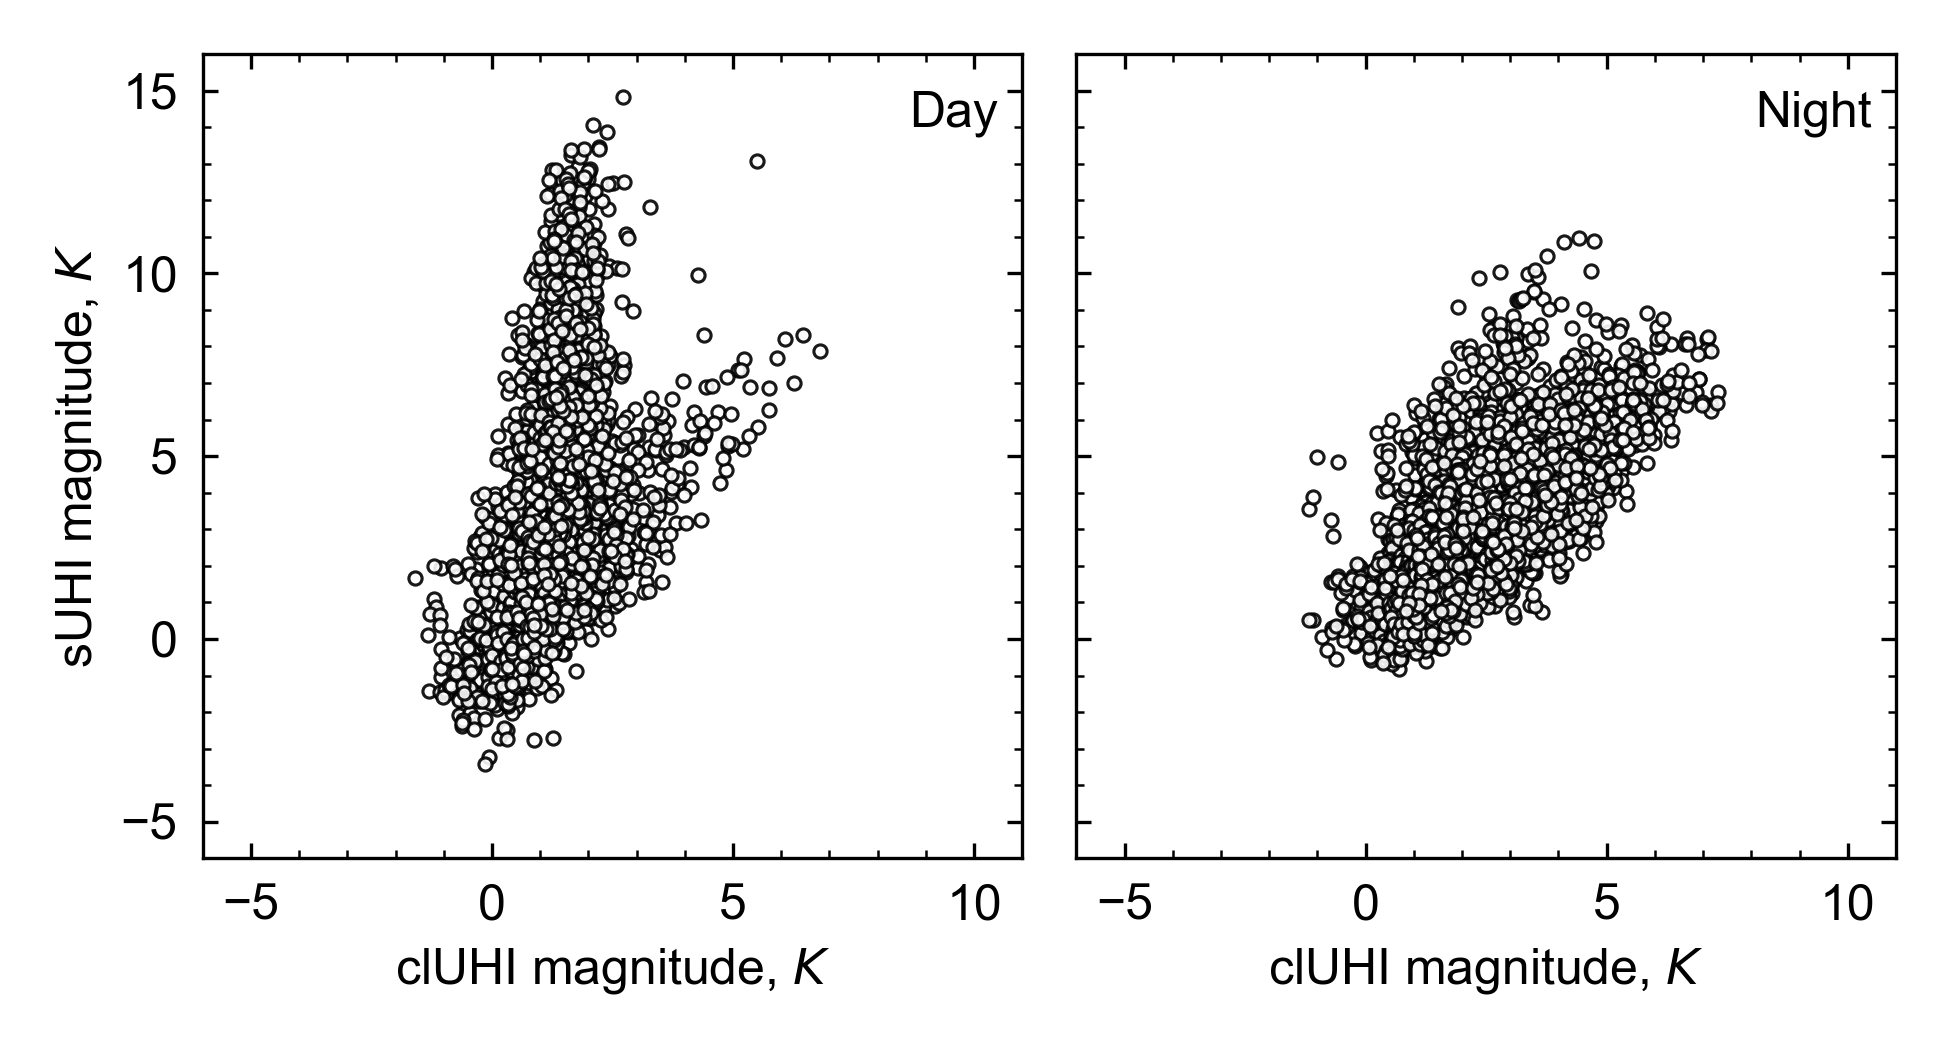 Day
Night
15
10
5
0
−5
sUHI magnitude, K
−5 0 5 10
−5 0 5 10
clUHI magnitude, K
clUHI magnitude, K